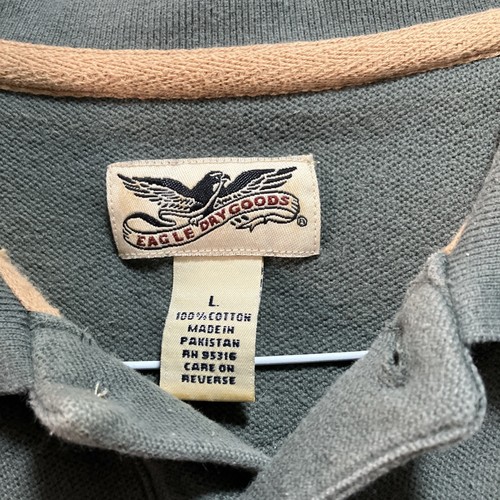 EAGLE DRY GOODS ®
L
100% COTTON
MADE IN
PAKISTAN
RN 95316
CARE ON
REVERSE